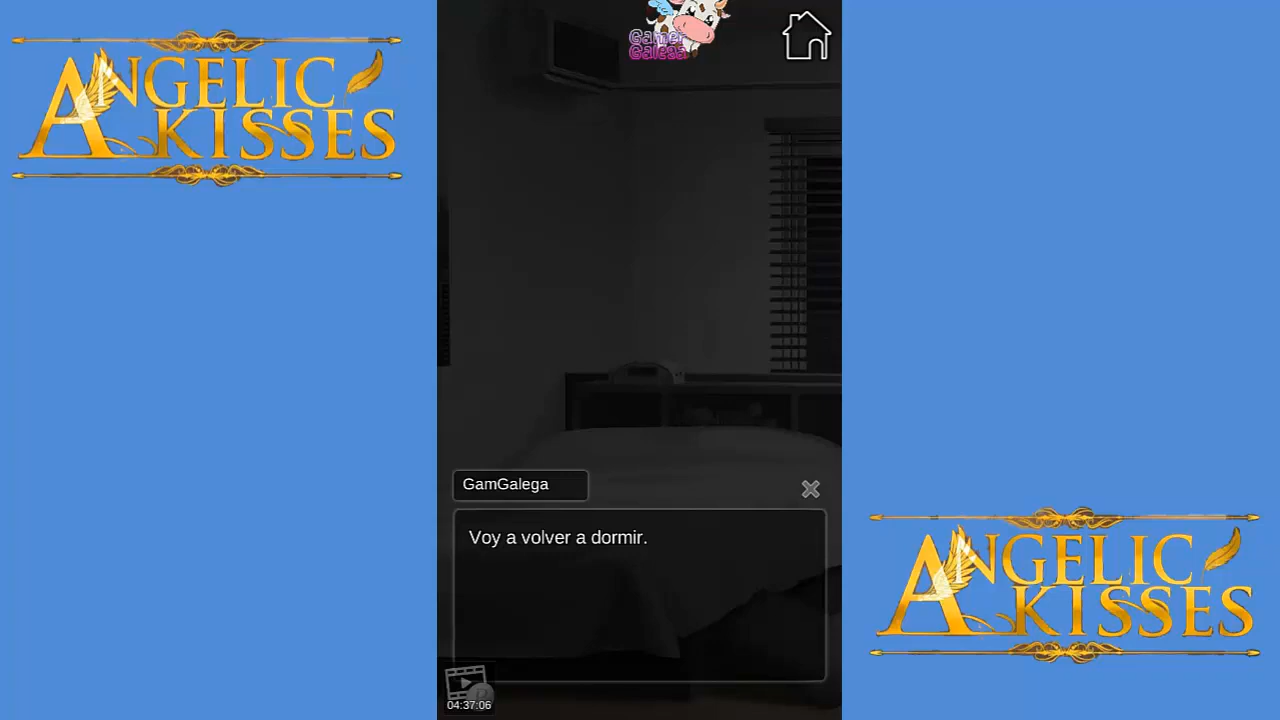 ANGELIC
KISSES
Gamer
Galega
GamGalega
Voy a volver a dormir.
04:37:06
ANGELIC
KISSES